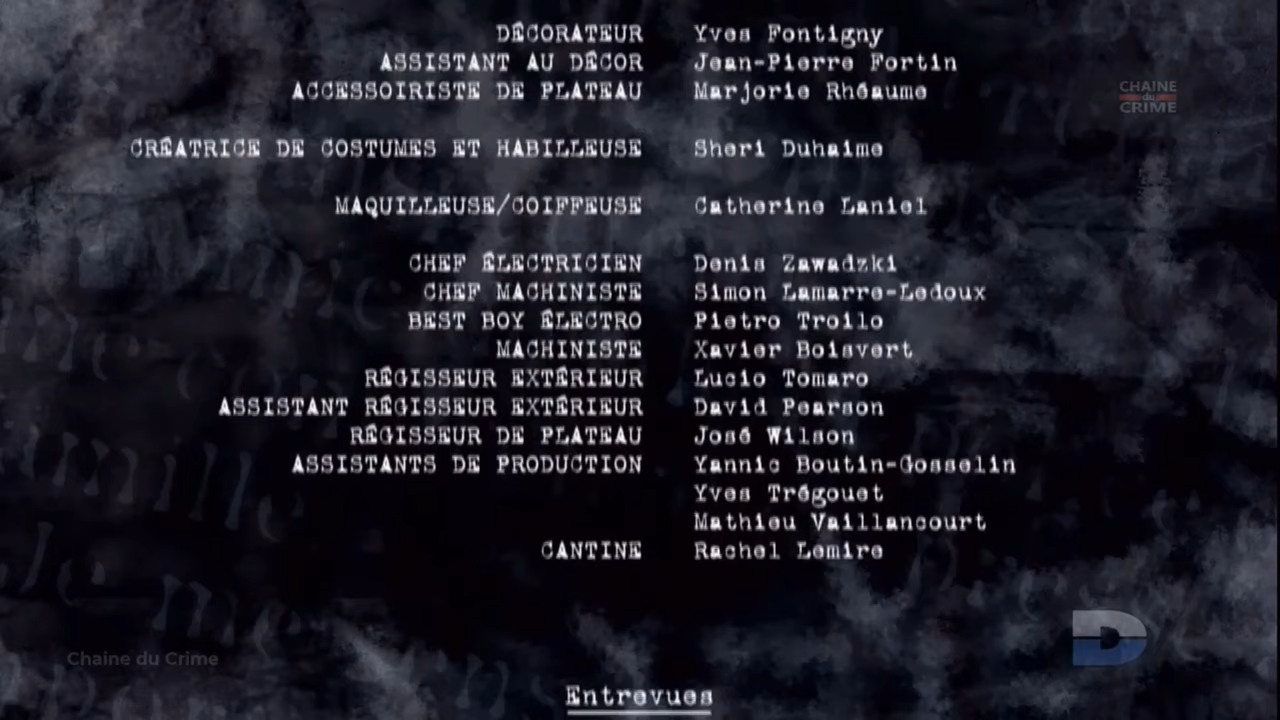 DÉCORATEUR Yves Fontigny
ASSISTANT AU DÉCOR Jean-Pierre Fortin
ACCESSOIRISTE DE PLATEAU Marjorie Rhéaume
CHAINE
du
CRIME
CRÉATRICE DE COSTUMES ET HABILLEUSE Sheri Duhaime
MAQUILLEUSE/COIFFEUSE Catherine Laniel
CHEF ÉLECTRICIEN Denis Zawadzki
CHEF MACHINISTE Simon Lamarre-Ledoux
BEST BOY ÉLECTRO Pietro Troilo
MACHINISTE Xavier Boisvert
RÉGISSEUR EXTÉRIEUR Lucio Tomaro
ASSISTANT RÉGISSEUR EXTÉRIEUR David Pearson
RÉGISSEUR DE PLATEAU José Wilson
ASSISTANTS DE PRODUCTION Yannic Boutin-Gosselin
Yves Trégouet
Mathieu Vaillancourt
CANTINE Rachel Lemire
D
Chaine du Crime
Entrevues